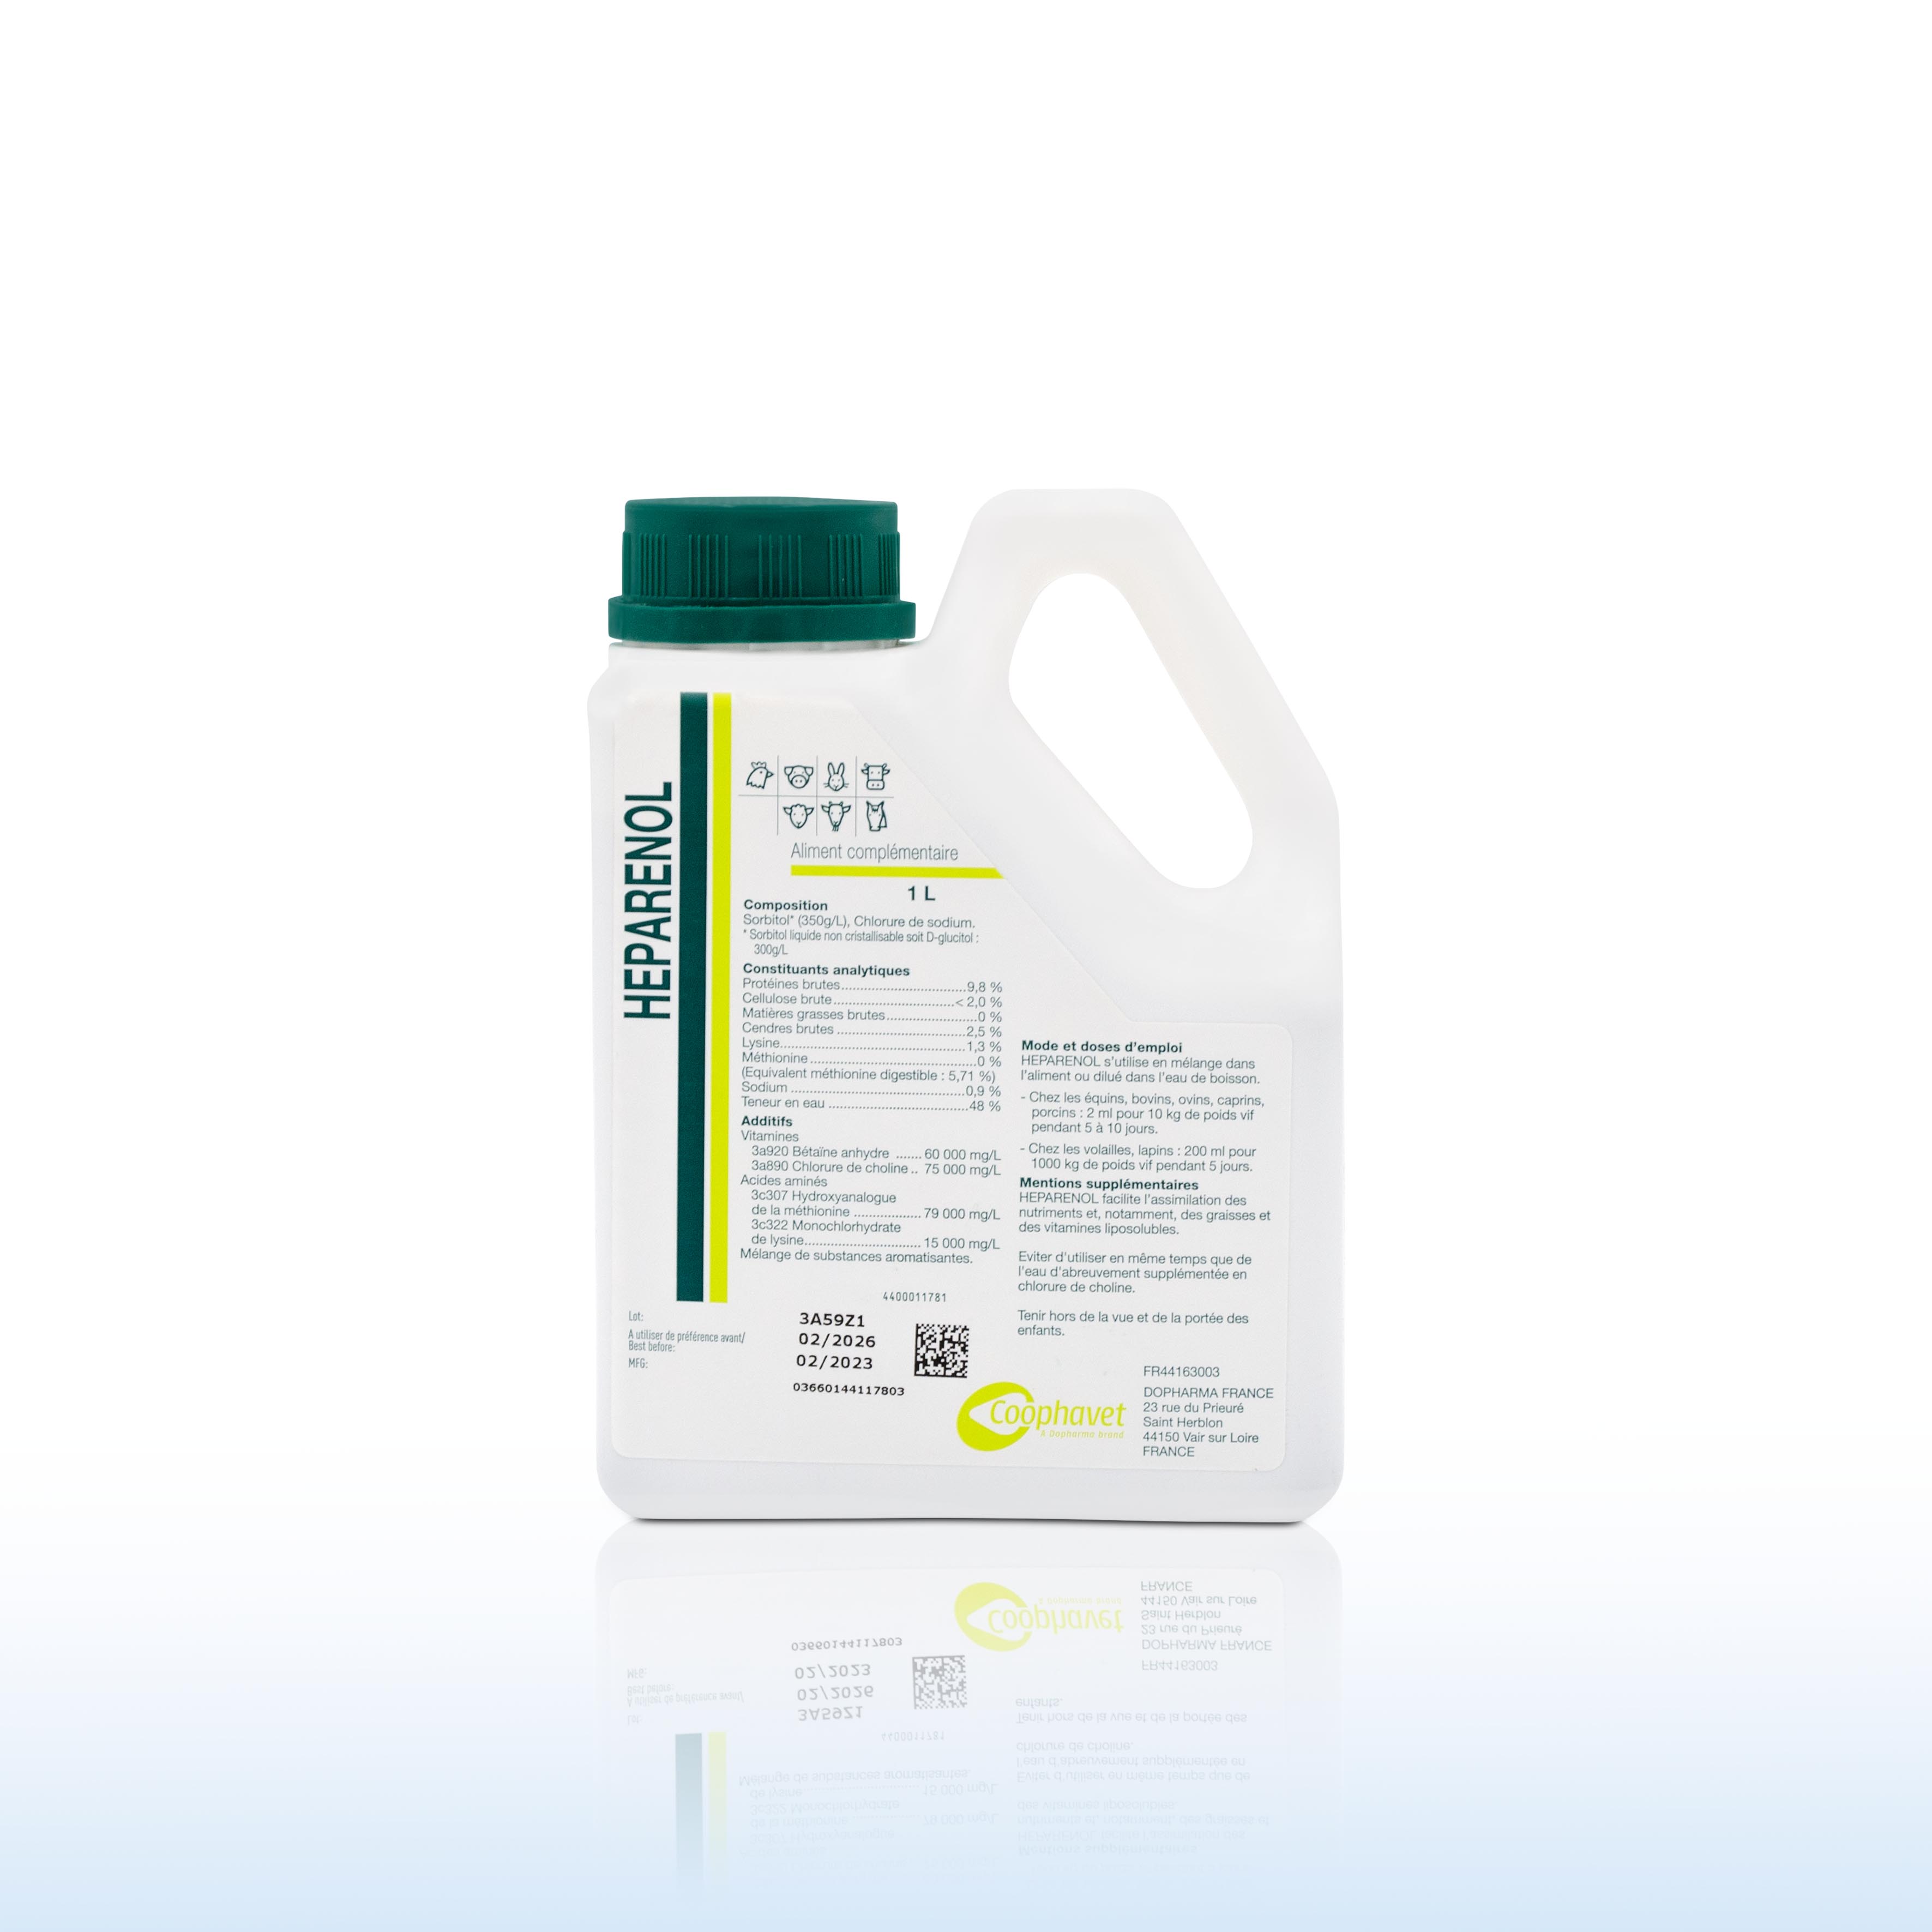 HEPARENOL
Aliment complémentaire
1 L
Composition
Sorbitol* (350g/L), Chlorure de sodium.
* Sorbitol liquide non cristallisable soit D-glucitol :
300g/L
Constituants analytiques
Protéines brutes..............................9,8 %
Cellulose brute.............................< 2,0 %
Matières grasses brutes......................0 %
Cendres brutes ...............................2,5 %
Lysine.............................................1,3 %
Méthionine........................................0 %
(Equivalent méthionine digestible : 5,71 %)
Sodium ..........................................0,9 %
Teneur en eau .................................48 %
Additifs
Vitamines
3a920 Bétaïne anhydre ....... 60 000 mg/L
3a890 Chlorure de choline .. 75 000 mg/L
Acides aminés
3c307 Hydroxyanalogue
de la méthionine .................. 79 000 mg/L
3c322 Monochlorhydrate
de lysine............................... 15 000 mg/L
Mélange de substances aromatisantes.
4400011781
Lot: 3A59Z1
A utiliser de préférence avant/ 02/2026
Best before:
MFG: 02/2023
03660144117803
Mode et doses d'emploi
HEPARENOL s'utilise en mélange dans
l'aliment ou dilué dans l'eau de boisson.
- Chez les équins, bovins, ovins, caprins,
porcins : 2 ml pour 10 kg de poids vif
pendant 5 à 10 jours.
- Chez les volailles, lapins : 200 ml pour
1000 kg de poids vif pendant 5 jours.
Mentions supplémentaires
HEPARENOL facilite l'assimilation des
nutriments et, notamment, des graisses et
des vitamines liposolubles.
Eviter d'utiliser en même temps que de
l'eau d'abreuvement supplémentée en
chlorure de choline.
Tenir hors de la vue et de la portée des
enfants.
Coophavet
A Dopharma brand
FR44163003
DOPHARMA FRANCE
23 rue du Prieuré
Saint Herblon
44150 Vair sur Loire
FRANCE